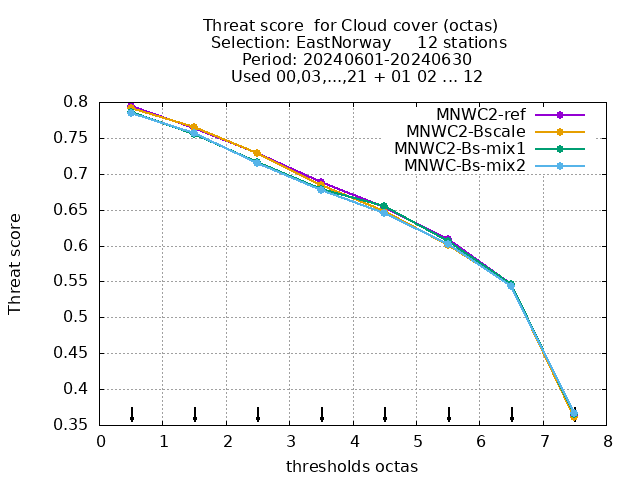 Threat score  for Cloud cover (octas)
Selection: EastNorway     12 stations
Period: 20240601-20240630
Used 00,03,...,21 + 01 02 ... 12
MNWC2-ref
MNWC2-Bscale
MNWC2-Bs-mix1
MNWC-Bs-mix2
Threat score
0.8
0.75
0.7
0.65
0.6
0.55
0.5
0.45
0.4
0.35
0 1 2 3 4 5 6 7 8
thresholds octas